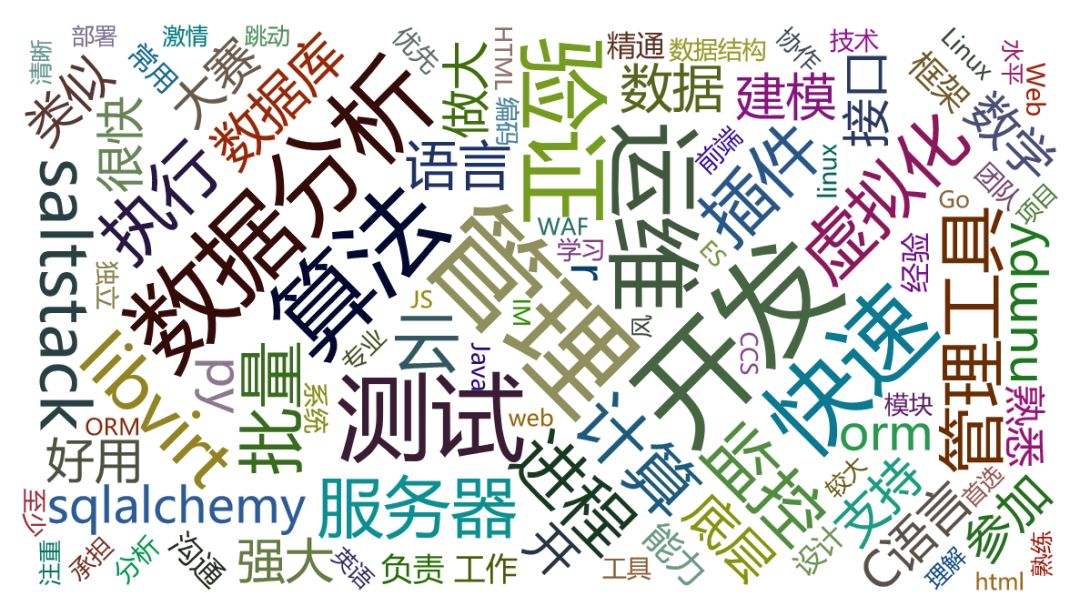 清晰
部署
激情
跳动
优先
HTML
精通
数据结构
协作
技术
Linux
水平
Web
类似
常用
大赛
数据库
做大
编码
验证
数据
建模
接口
框架
数学
很快
执行
数据分析
语言
运维
前端
插件
linux
虚拟化
团队
项目
Go
saltstack
独立
算法
管理
WAF
学习
r
ES
开发
经验
管理工具
numpy
libvirt
py
批量
系统
专业
JS
云
Java
IM
风
CCS
快速
模块
熟悉
ORM
好用
测试
web
计算
监控
orm
至少
sqlalchemy
服务器
进程
底层
较大
支持
C语言
首选
参加
注重
承担
分析
沟通
强大
英语
负责
工作
开
工具
能力
设计
理解
html
熟练